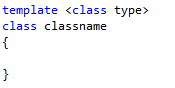 template <class type>
class classname
{
}